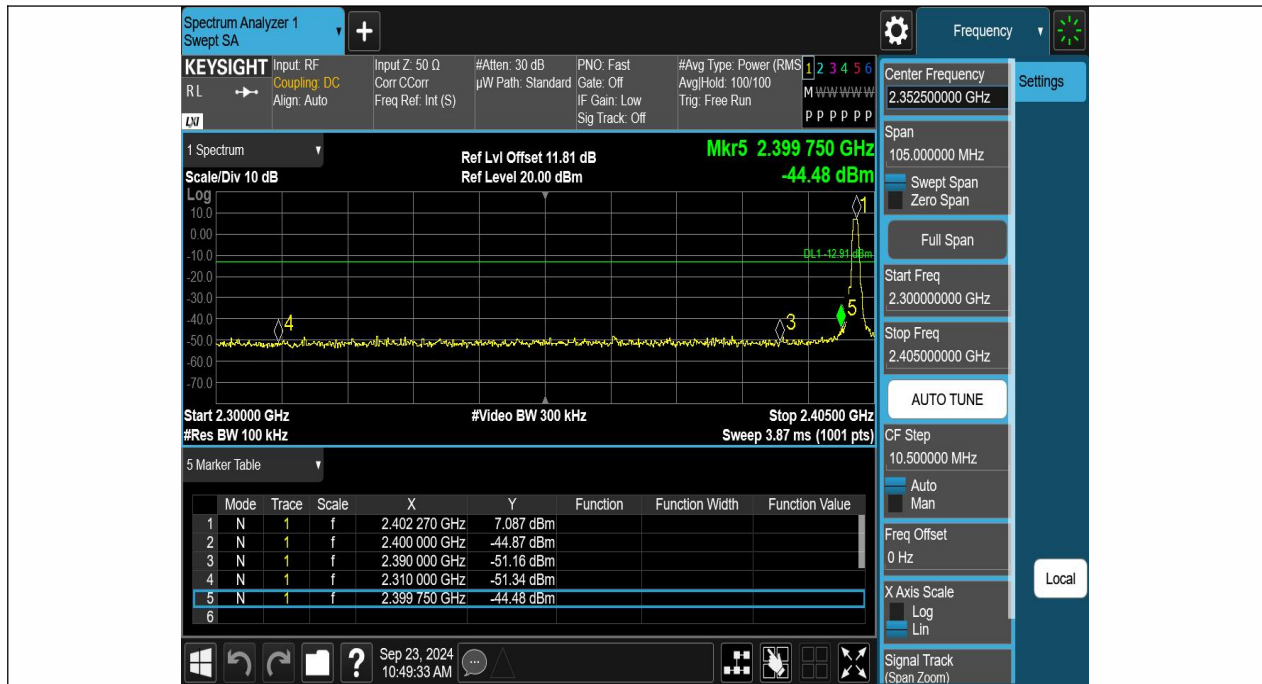 Spectrum Analyzer 1
Swept SA
+
Frequency
KEYSIGHT
R L
LXI
Input: RF
Coupling: DC
Align: Auto
Input Z: 50 Ω
Corr CCorr
Freq Ref: Int (S)
#Atten: 30 dB
µW Path: Standard
PNO: Fast
Gate: Off
IF Gain: Low
Sig Track: Off
#Avg Type: Power (RMS
Avg|Hold: 100/100
Trig: Free Run
1 2 3 4 5 6
M W W W W W
P P P P P P
1 Spectrum
Scale/Div 10 dB
Ref Lvl Offset 11.81 dB
Ref Level 20.00 dBm
Mkr5 2.399 750 GHz
-44.48 dBm
Log
10.0
0.00
-10.0
-20.0
-30.0
-40.0
-50.0
-60.0
-70.0
1
DL1 -12.91 dBm
5
4
3
Start 2.30000 GHz
#Video BW 300 kHz
Stop 2.40500 GHz
#Res BW 100 kHz
Sweep 3.87 ms (1001 pts)
5 Marker Table
Mode Trace Scale X Y Function Function Width Function Value
1 N 1 f 2.402 270 GHz 7.087 dBm
2 N 1 f 2.400 000 GHz -44.87 dBm
3 N 1 f 2.390 000 GHz -51.16 dBm
4 N 1 f 2.310 000 GHz -51.34 dBm
5 N 1 f 2.399 750 GHz -44.48 dBm
6
Center Frequency
2.352500000 GHz
Settings
Span
105.000000 MHz
Swept Span
Zero Span
Full Span
Start Freq
2.300000000 GHz
Stop Freq
2.405000000 GHz
AUTO TUNE
CF Step
10.500000 MHz
Auto
Man
Freq Offset
0 Hz
X Axis Scale
Log
Lin
Local
Signal Track
(Span Zoom)
?
Sep 23, 2024
10:49:33 AM